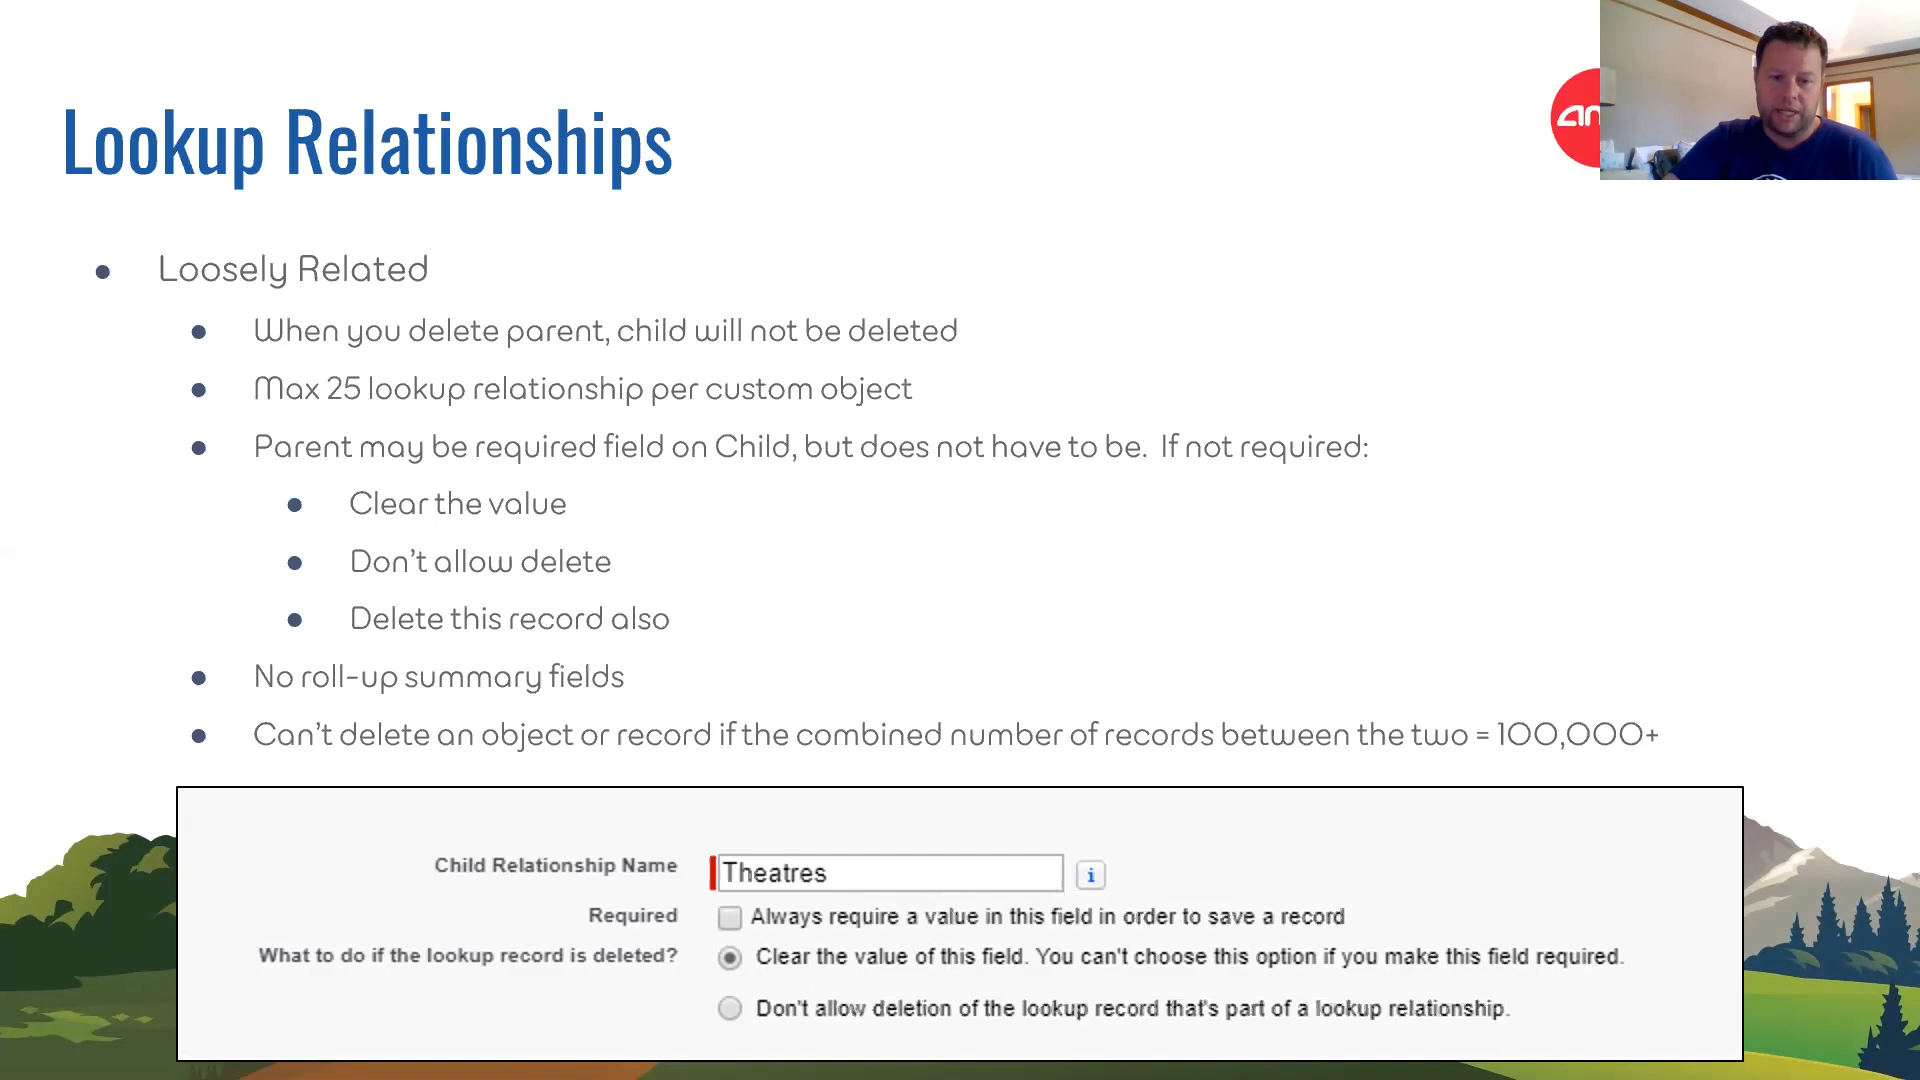 Lookup Relationships
Loosely Related
When you delete parent, child will not be deleted
Max 25 lookup relationship per custom object
Parent may be required field on Child, but does not have to be. If not required:
Clear the value
Don't allow delete
Delete this record also
No roll-up summary fields
Can't delete an object or record if the combined number of records between the two = 100,000+
Child Relationship Name Theatres i
Required Always require a value in this field in order to save a record
What to do if the lookup record is deleted? Clear the value of this field. You can't choose this option if you make this field required.
Don't allow deletion of the lookup record that's part of a lookup relationship.